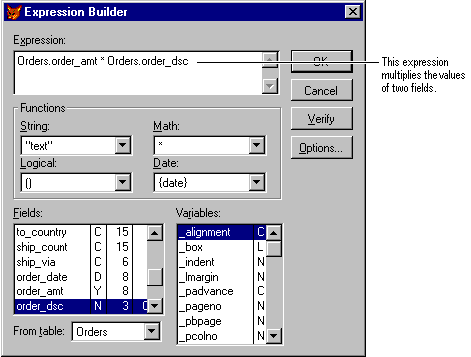 Expression Builder
Expression:
Orders.order_amt * Orders.order_dsc
OK
This expression
multiplies the values
of two fields.
Cancel
Functions
String:
Math:
Verify
"text"
*
Options...
Logical:
Date:
()
{date}
Fields:
Variables:
to_country C 15
_alignment C
ship_count C 15
_box L
ship_via C 6
_indent N
order_date D 8
_lmargin N
order_amt Y 8
_padvance C
order_dsc N 3
_pageno N
_pbpage N
_pcolno N
From table: Orders